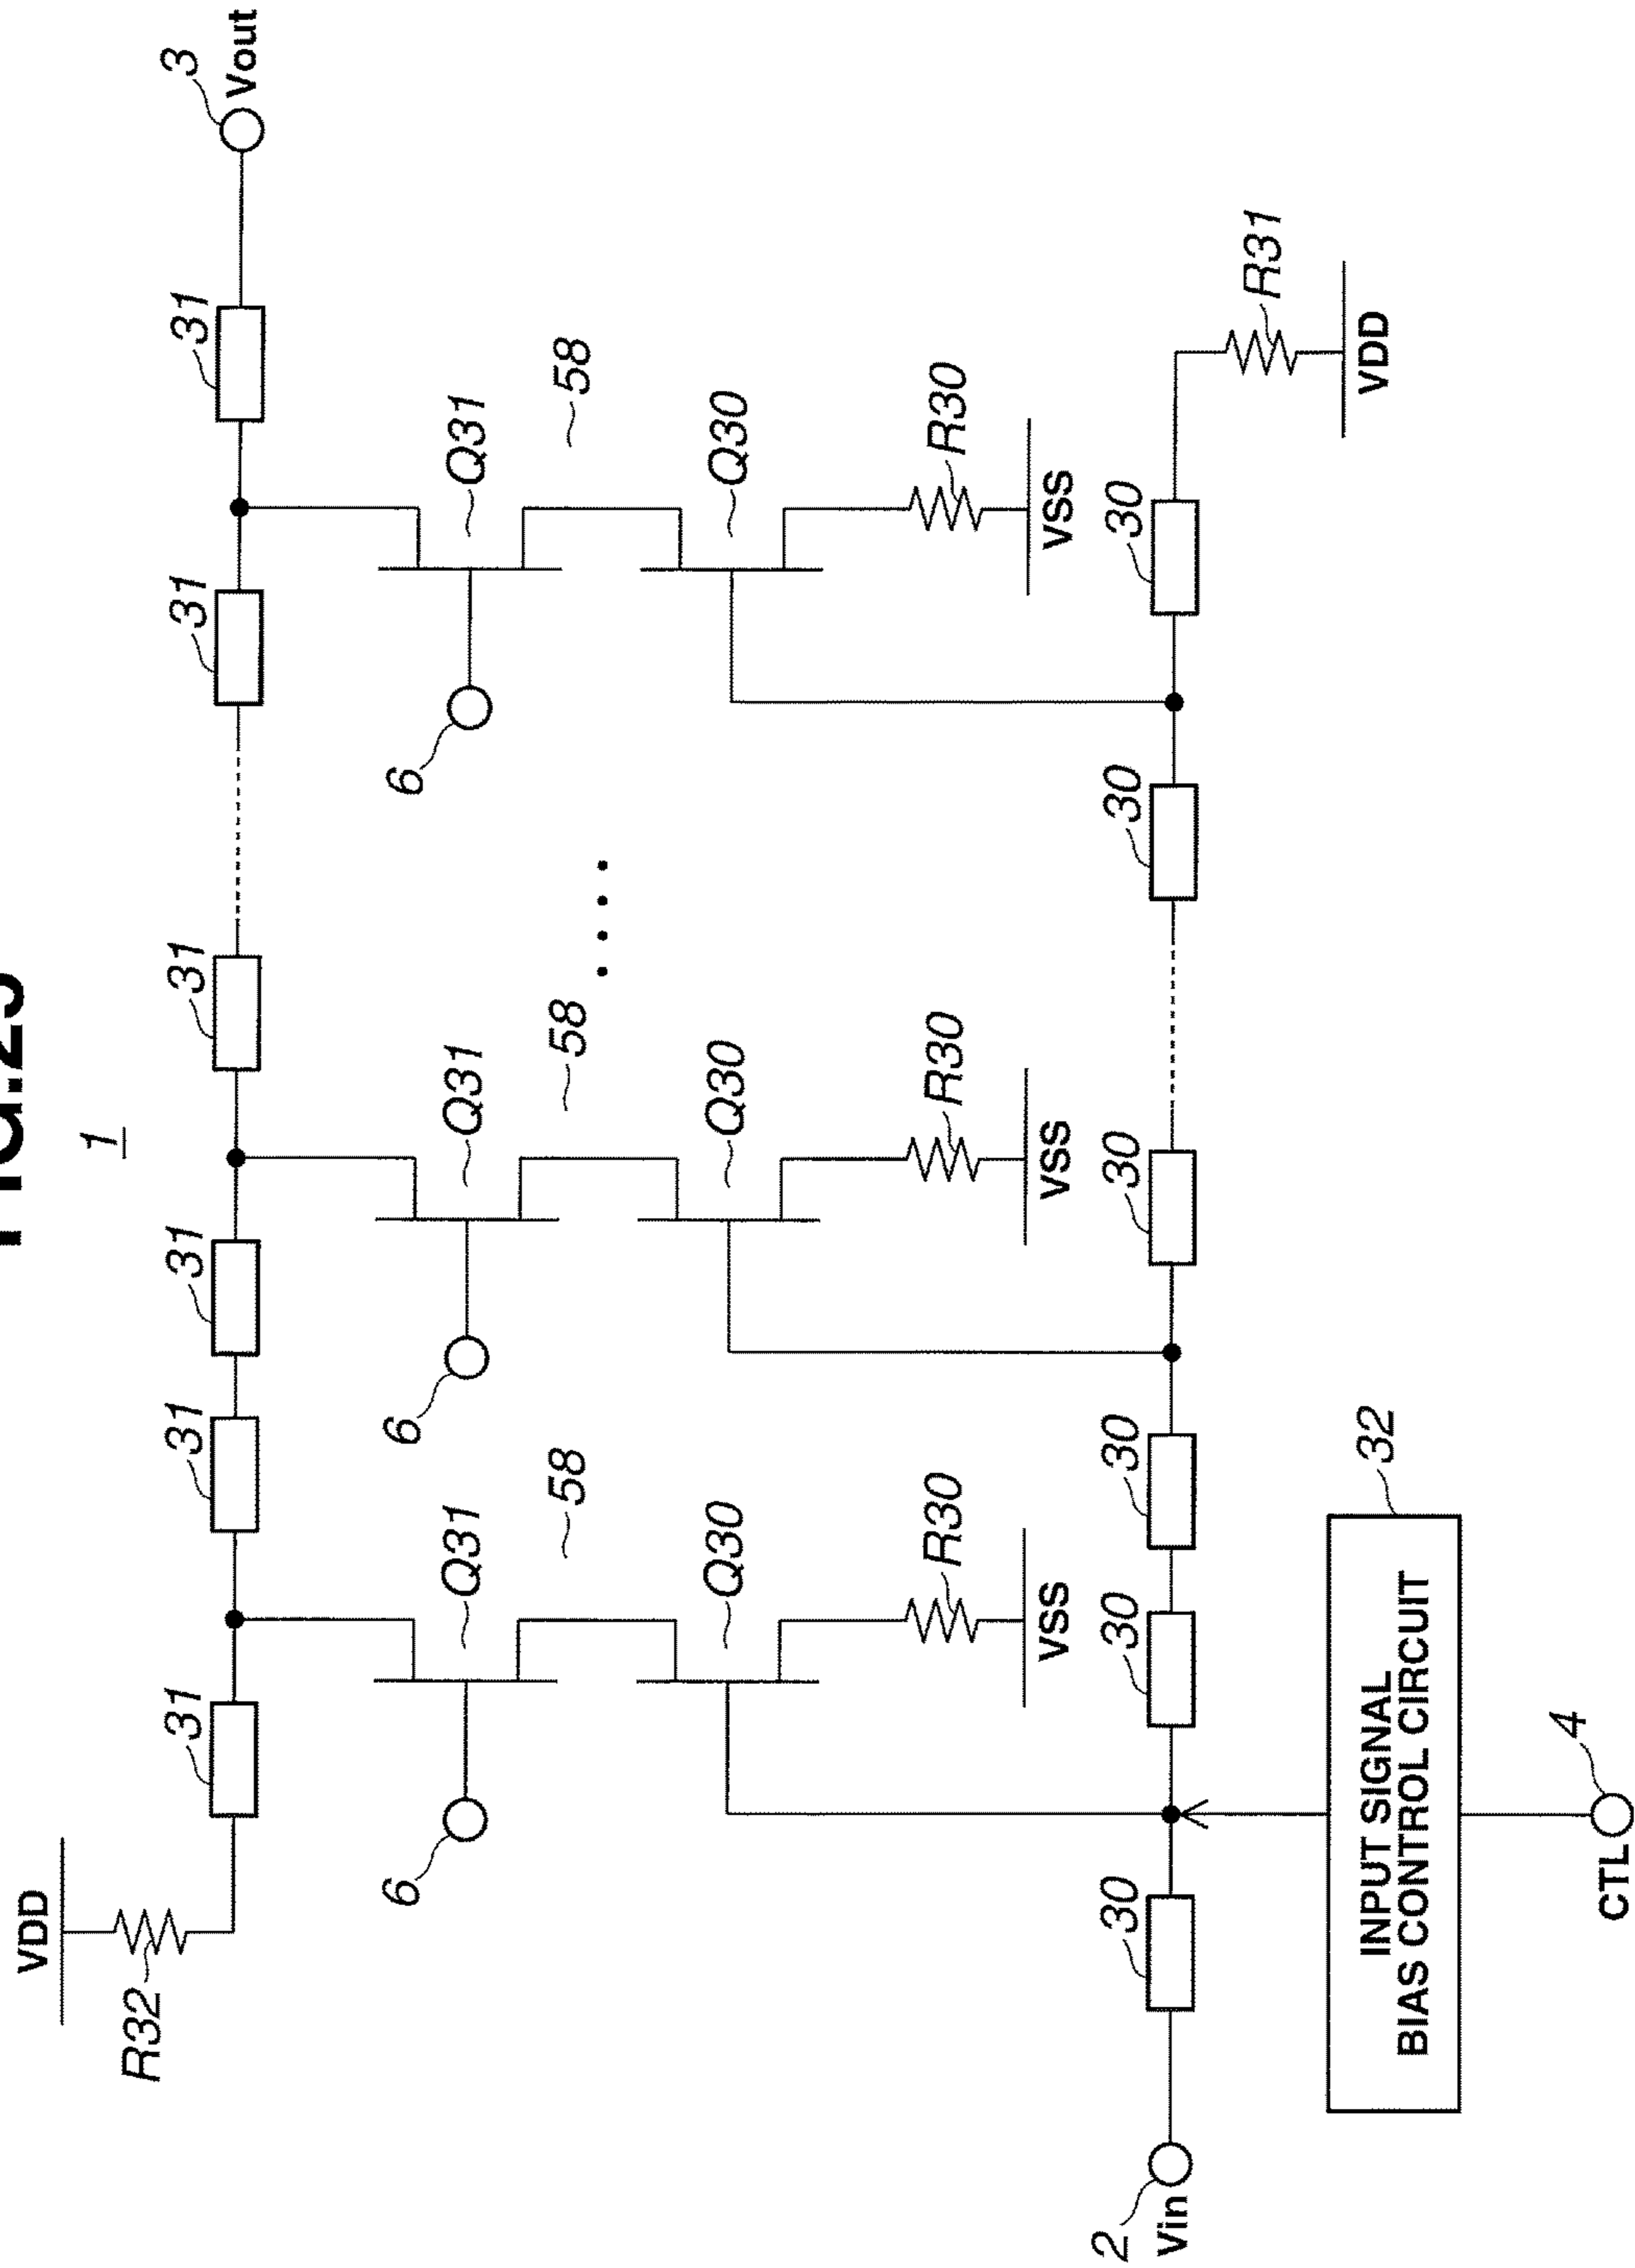 1
VDD
R32
31
31
31
31
31
31
3
Vout
6
6
6
Q31
Q31
Q31
58
58
58
Q30
Q30
Q30
R30
R30
R30
VSS
VSS
VSS
30
30
30
30
30
30
R31
VDD
2
Vin
32
INPUT SIGNAL
BIAS CONTROL CIRCUIT
4
CTL